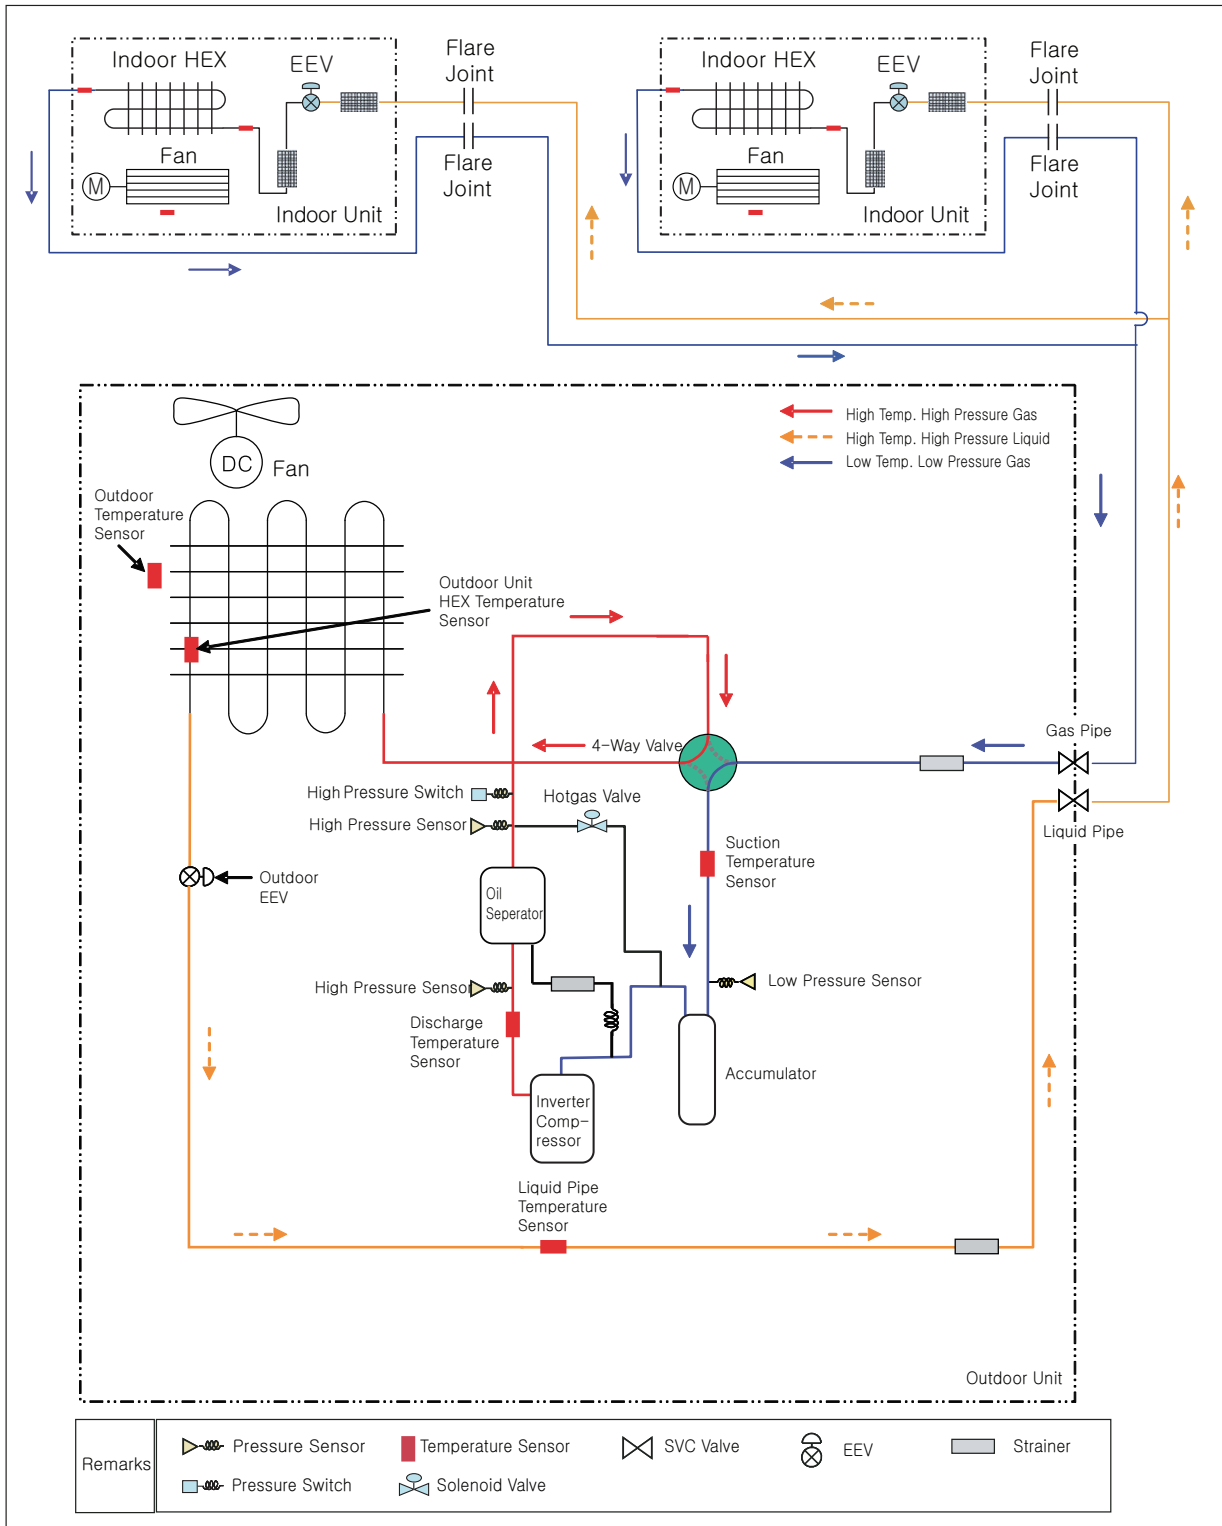 Indoor HEX
EEV
Flare
Joint
Fan
M
Flare
Joint
Indoor Unit
Indoor HEX
EEV
Flare
Joint
Fan
M
Flare
Joint
Indoor Unit
High Temp. High Pressure Gas
High Temp. High Pressure Liquid
Low Temp. Low Pressure Gas
DC
Fan
Outdoor
Temperature
Sensor
Outdoor Unit
HEX Temperature
Sensor
4-Way Valve
Gas Pipe
High Pressure Switch
Hotgas Valve
High Pressure Sensor
Liquid Pipe
Suction
Temperature
Sensor
Outdoor
EEV
Oil
Seperator
High Pressure Sensor
Low Pressure Sensor
Discharge
Temperature
Sensor
Accumulator
Inverter
Comp-
ressor
Liquid Pipe
Temperature
Sensor
Outdoor Unit
Remarks
Pressure Sensor
Temperature Sensor
SVC Valve
EEV
Strainer
Pressure Switch
Solenoid Valve